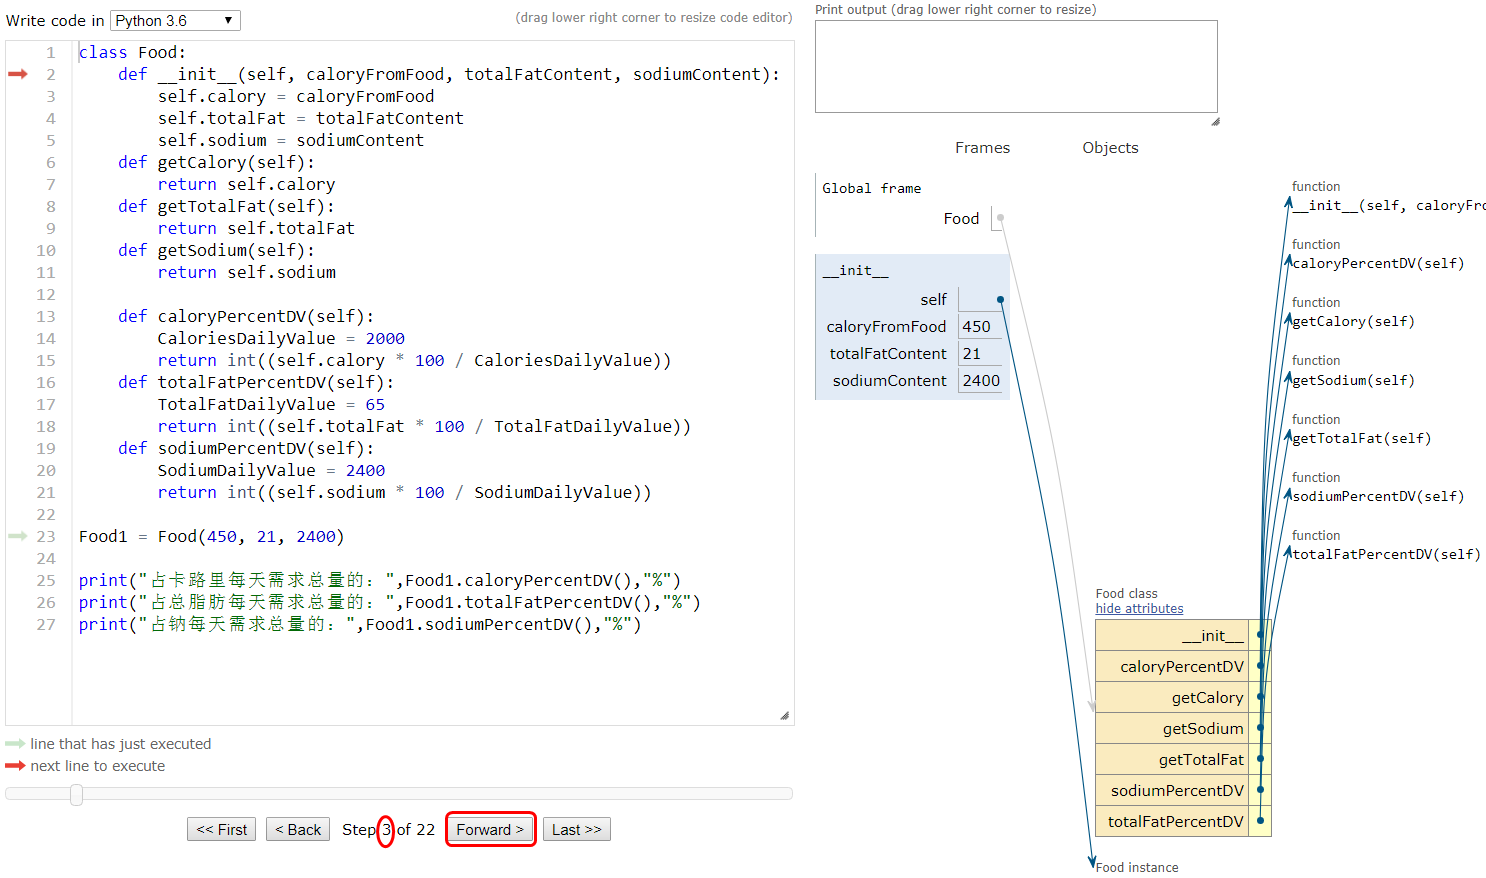 Write code in Python 3.6
(drag lower right corner to resize code editor)
1 class Food:
2     def __init__(self, caloryFromFood, totalFatContent, sodiumContent):
3         self.calory = caloryFromFood
4         self.totalFat = totalFatContent
5         self.sodium = sodiumContent
6     def getCalory(self):
7         return self.calory
8     def getTotalFat(self):
9         return self.totalFat
10     def getSodium(self):
11         return self.sodium
12
13     def caloryPercentDV(self):
14         CaloriesDailyValue = 2000
15         return int((self.calory * 100 / CaloriesDailyValue))
16     def totalFatPercentDV(self):
17         TotalFatDailyValue = 65
18         return int((self.totalFat * 100 / TotalFatDailyValue))
19     def sodiumPercentDV(self):
20         SodiumDailyValue = 2400
21         return int((self.sodium * 100 / SodiumDailyValue))
22
23 Food1 = Food(450, 21, 2400)
24
25 print("占卡路里每天需求总量的：",Food1.caloryPercentDV(),"%")
26 print("占总脂肪每天需求总量的：",Food1.totalFatPercentDV(),"%")
27 print("占钠每天需求总量的：",Food1.sodiumPercentDV(),"%")
line that has just executed
next line to execute
<< First < Back Step 3 of 22 Forward > Last >>
Print output (drag lower right corner to resize)
Frames Objects
Global frame
Food
__init__
self
caloryFromFood 450
totalFatContent 21
sodiumContent 2400
function
__init__(self, caloryFro
function
caloryPercentDV(self)
function
getCalory(self)
function
getSodium(self)
function
getTotalFat(self)
function
sodiumPercentDV(self)
function
totalFatPercentDV(self)
Food class
hide attributes
__init__
caloryPercentDV
getCalory
getSodium
getTotalFat
sodiumPercentDV
totalFatPercentDV
Food instance